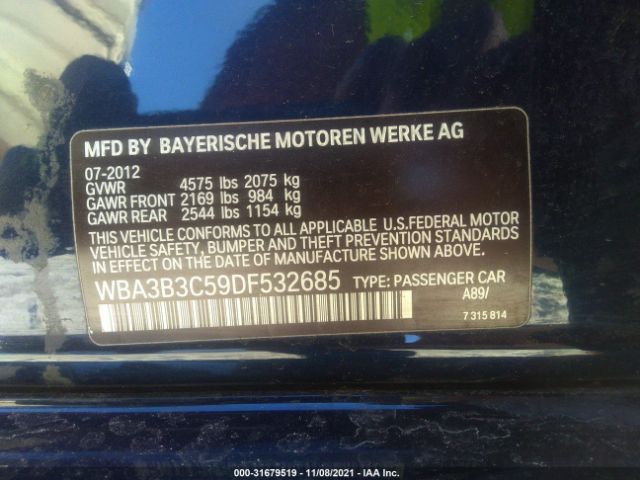 MFD BY BAYERISCHE MOTOREN WERKE AG
07-2012
GVWR 4575 lbs 2075 kg
GAWR FRONT 2169 lbs 984 kg
GAWR REAR 2544 lbs 1154 kg
THIS VEHICLE CONFORMS TO ALL APPLICABLE U.S.FEDERAL MOTOR
VEHICLE SAFETY, BUMPER AND THEFT PREVENTION STANDARDS
IN EFFECT ON THE DATE OF MANUFACTURE SHOWN ABOVE.
WBA3B3C59DF532685 TYPE: PASSENGER CAR
A89/
7 315 814
000-31679519 - 11/08/2021 - IAA Inc.